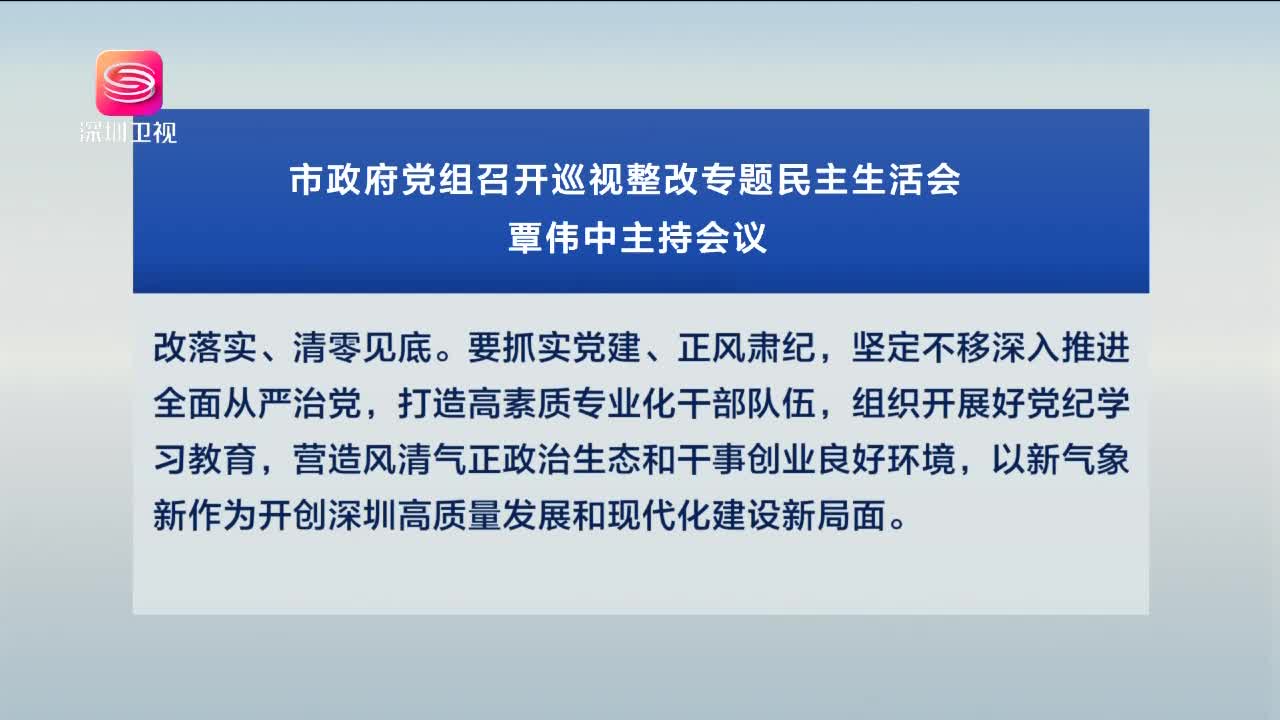 深圳卫视
市政府党组召开巡视整改专题民主生活会
覃伟中主持会议
改落实、清零见底。要抓实党建、正风肃纪，坚定不移深入推进
全面从严治党，打造高素质专业化干部队伍，组织开展好党纪学
习教育，营造风清气正政治生态和干事创业良好环境，以新气象
新作为开创深圳高质量发展和现代化建设新局面。